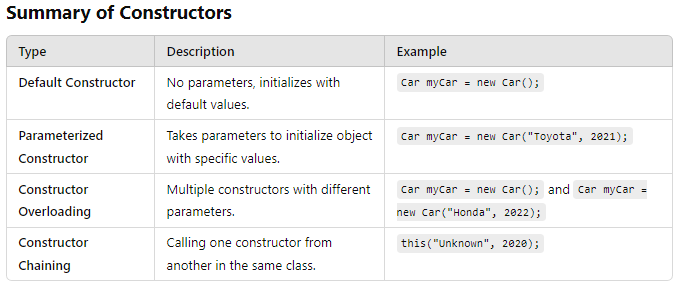 Summary of Constructors
Type Description Example
Default Constructor No parameters, initializes with default values. Car myCar = new Car();
Parameterized Constructor Takes parameters to initialize object with specific values. Car myCar = new Car("Toyota", 2021);
Constructor Overloading Multiple constructors with different parameters. Car myCar = new Car(); and Car myCar = new Car("Honda", 2022);
Constructor Chaining Calling one constructor from another in the same class. this("Unknown", 2020);